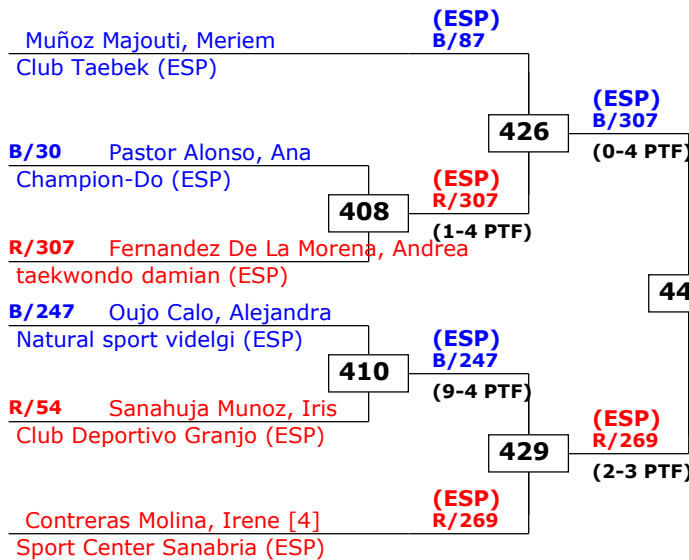 Muñoz Majouti, Meriem
Club Taebek (ESP)
(ESP)
B/87
426
(ESP)
B/307
(0-4 PTF)
B/30 Pastor Alonso, Ana
Champion-Do (ESP)
408
(ESP)
R/307
(1-4 PTF)
R/307 Fernandez De La Morena, Andrea
taekwondo damian (ESP)
44
B/247 Oujo Calo, Alejandra
Natural sport videlgi (ESP)
410
(ESP)
B/247
(9-4 PTF)
R/54 Sanahuja Munoz, Iris
Club Deportivo Granjo (ESP)
429
(ESP)
R/269
(2-3 PTF)
Contreras Molina, Irene [4]
Sport Center Sanabria (ESP)
(ESP)
R/269